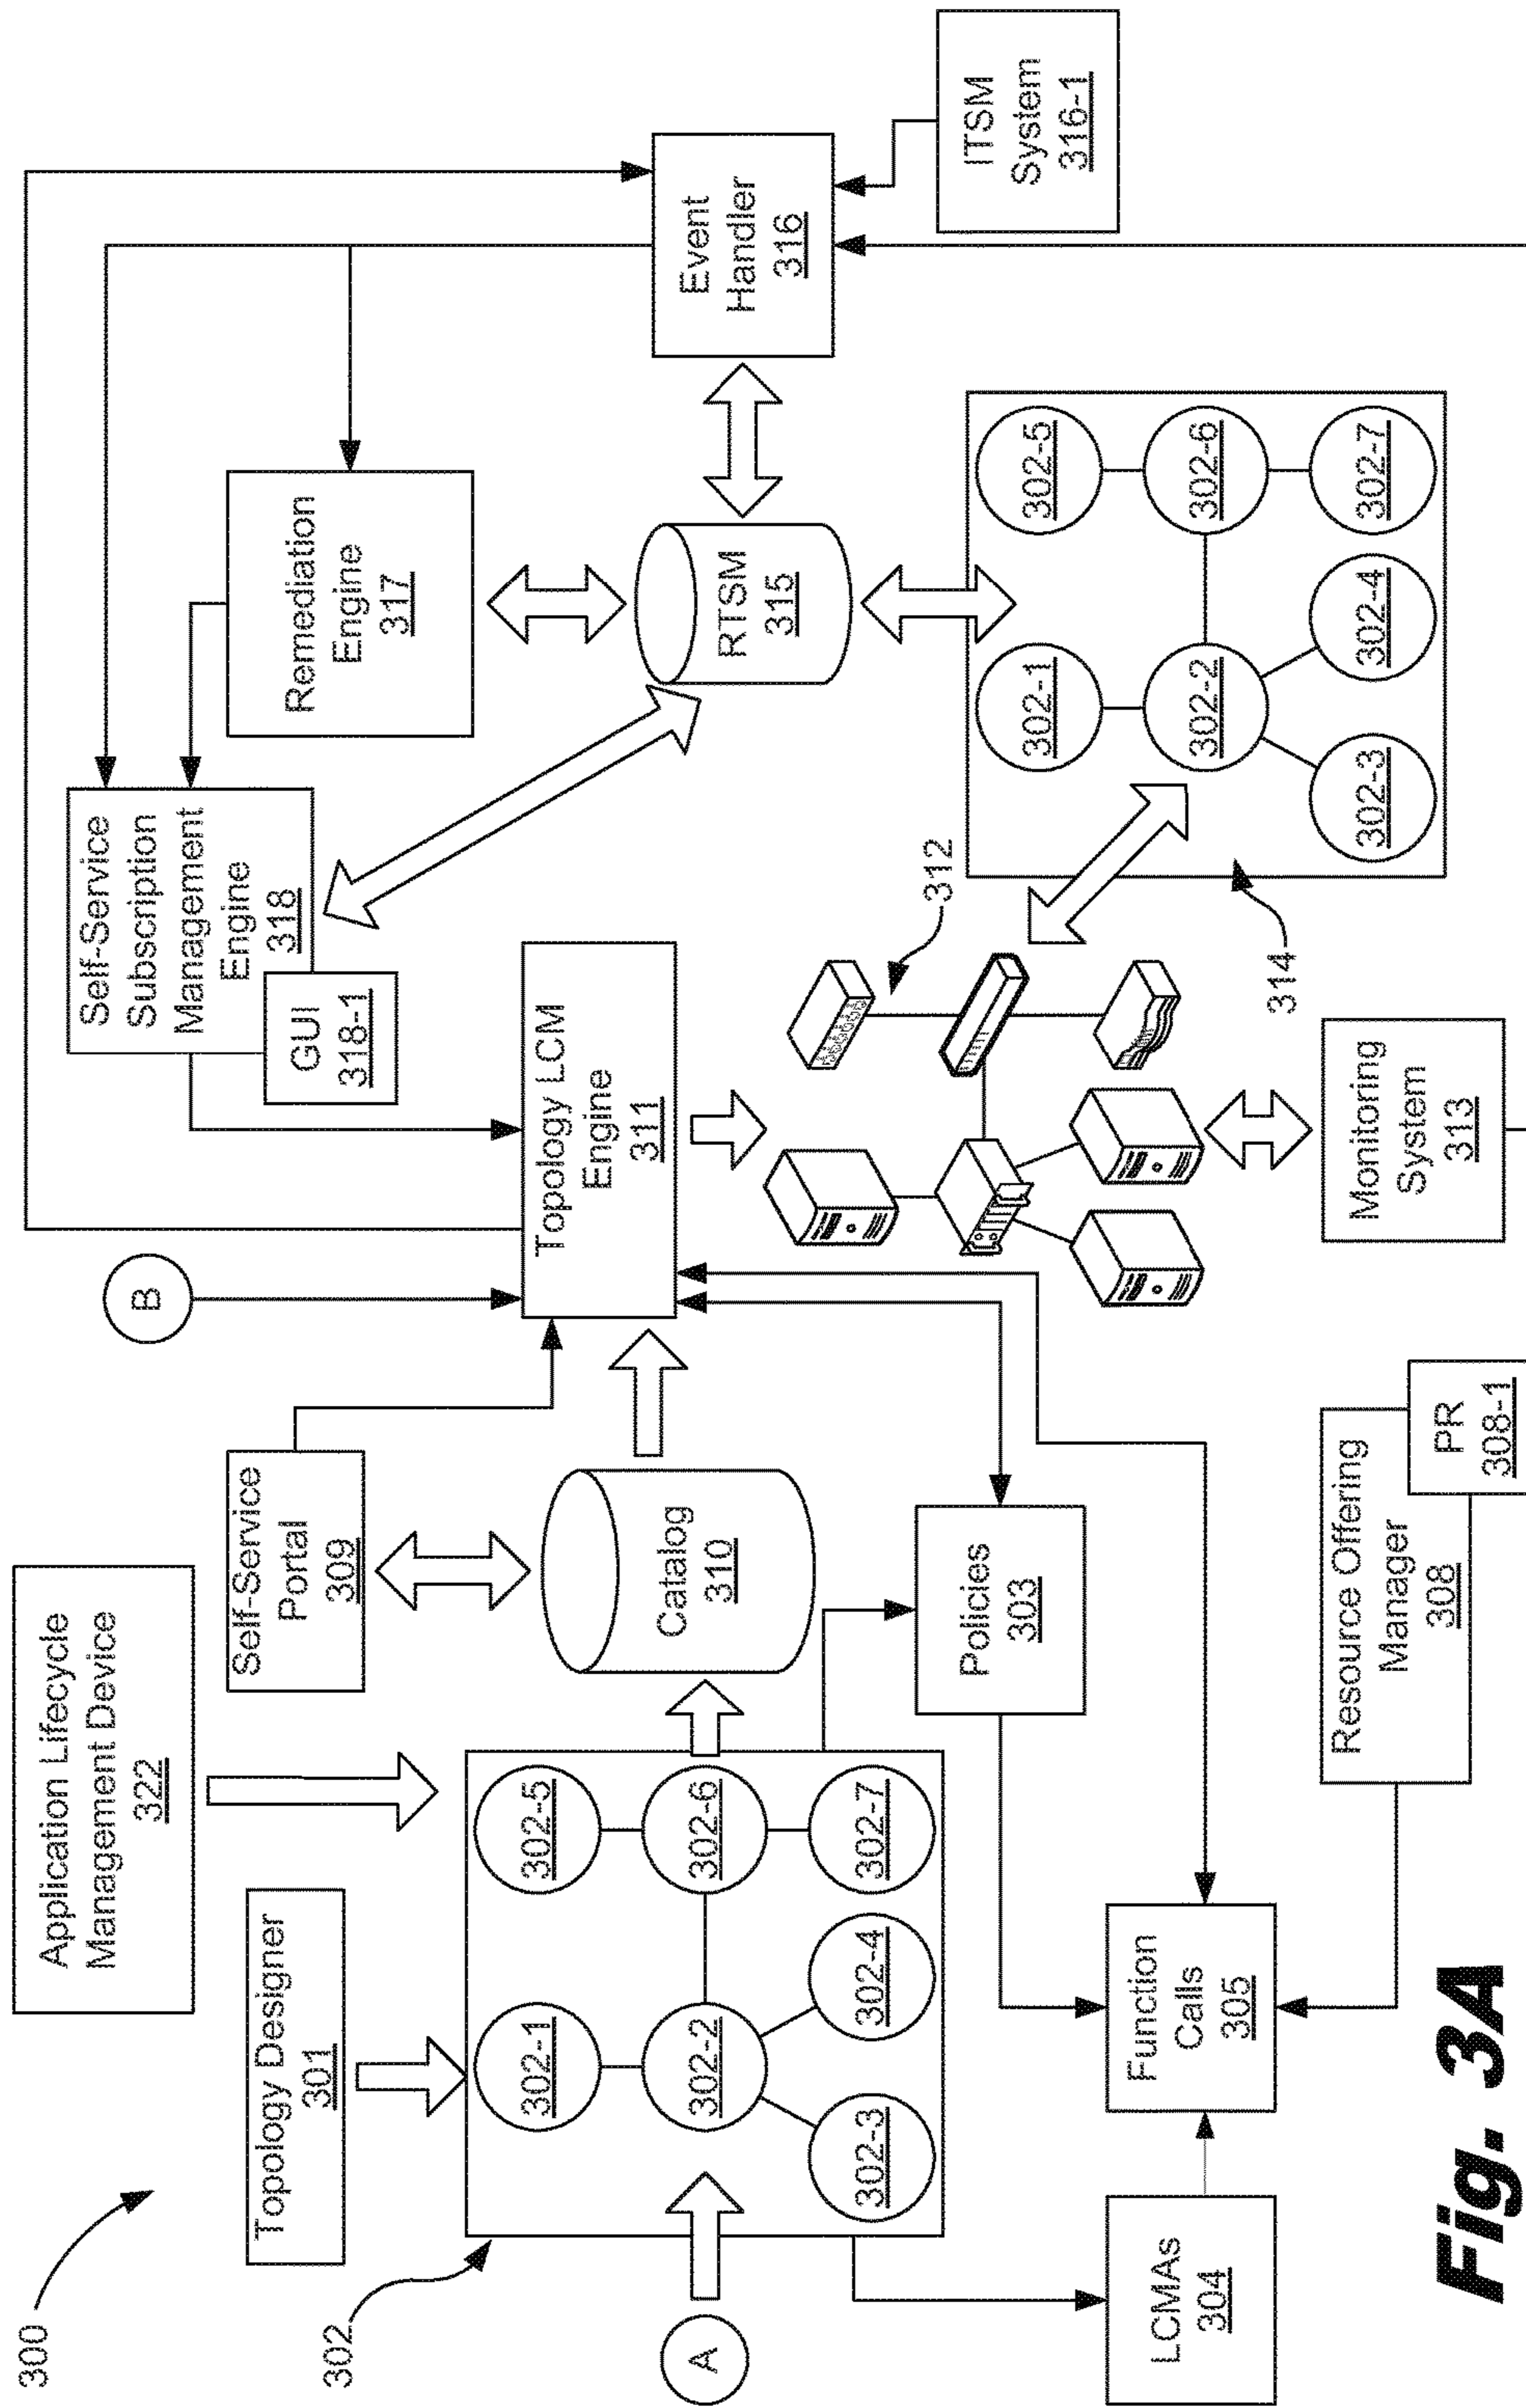 300
Application Lifecycle
Management Device
322
Topology Designer
301
302
302-1
302-5
302-2
302-6
302-3
302-4
302-7
A
LCMAs
304
Function
Calls
305
Policies
303
Self-Service
Portal
309
Catalog
310
Resource Offering
Manager
308
PR
308-1
B
Topology LCM
Engine
311
Self-Service
Subscription
Management
Engine
318
GUI
318-1
Remediation
Engine
317
RTSM
315
Event
Handler
316
ITSM
System
316-1
312
Monitoring
System
313
314
302-1
302-5
302-2
302-6
302-3
302-4
302-7
Fig. 3A